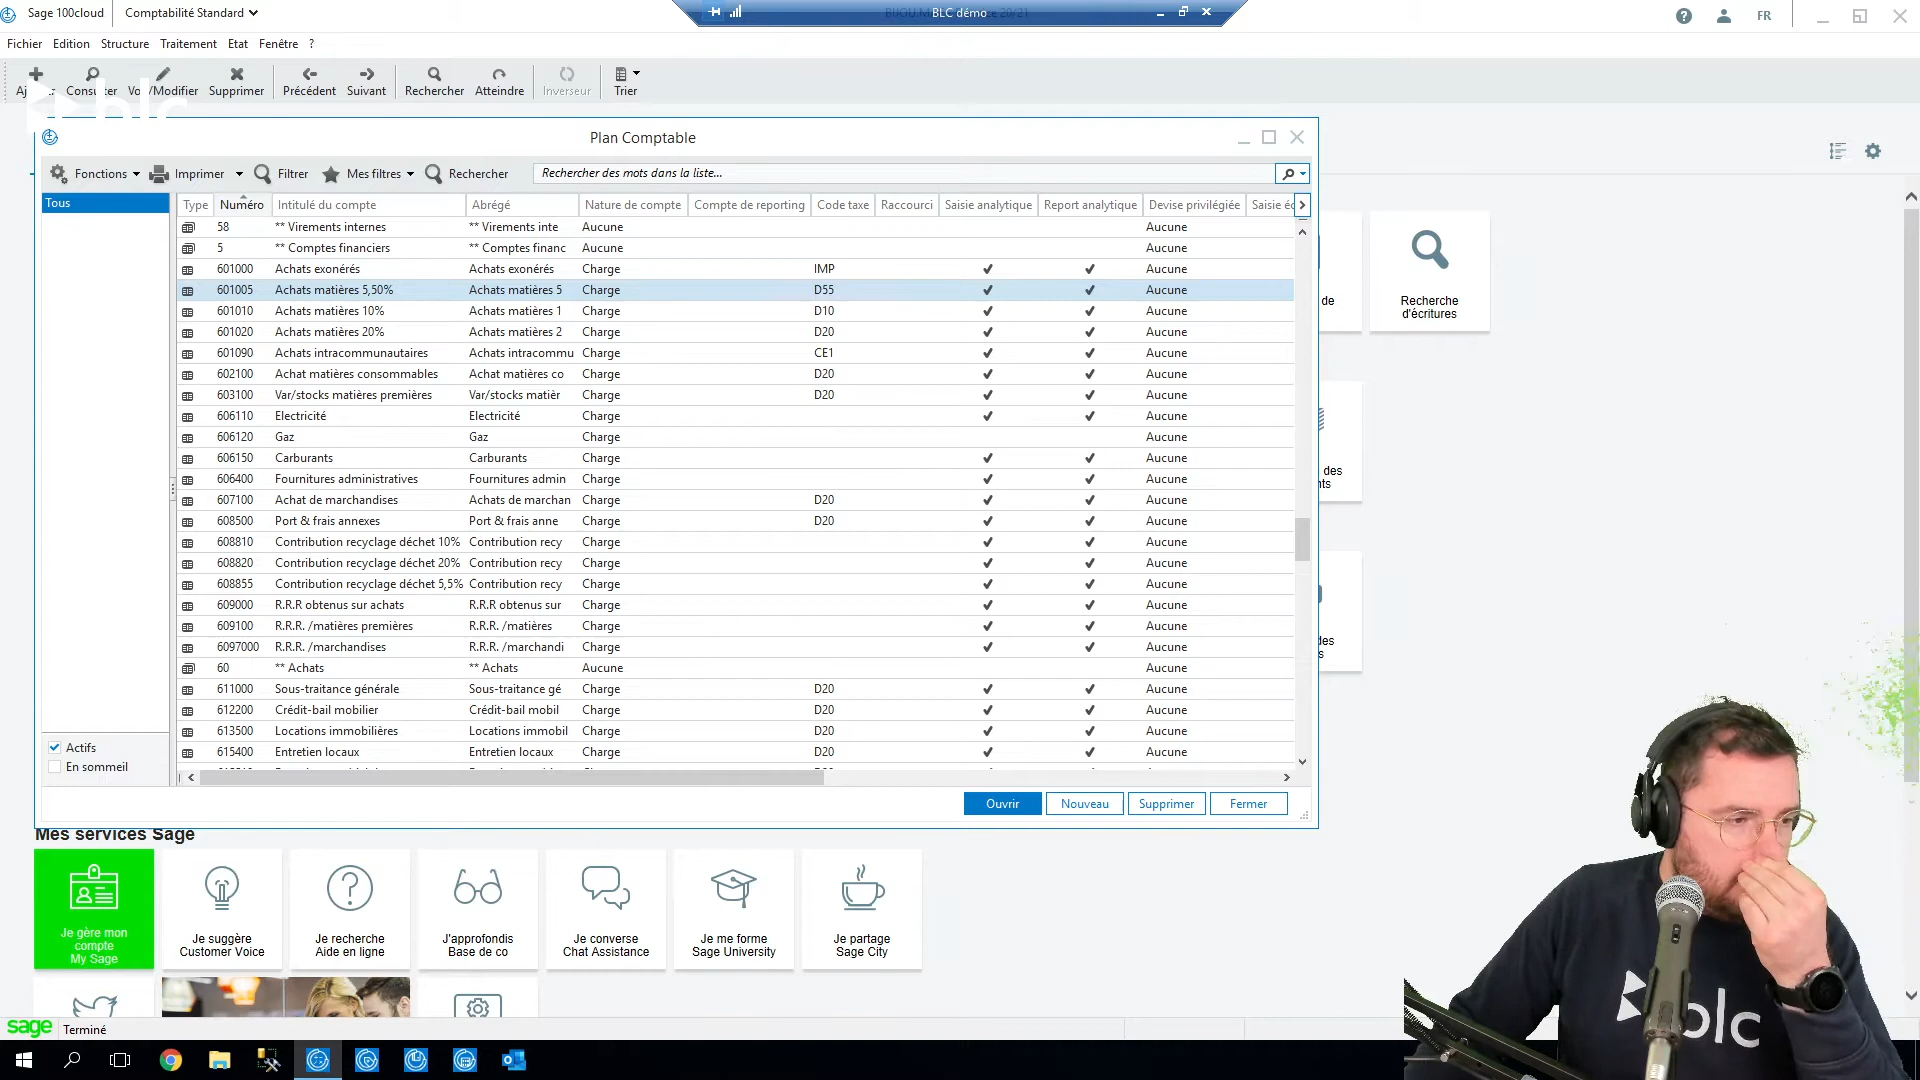 Sage 100cloud
Comptabilité Standard
BLC démo
FR
Fichier Edition Structure Traitement Etat Fenêtre ?
Consulter Voir/Modifier Supprimer Précédent Suivant Rechercher Atteindre Inverseur Trier
blc
Plan Comptable
Fonctions Imprimer Filtrer Mes filtres Rechercher Rechercher des mots dans la liste...
Tous
Type Numéro Intitulé du compte Abrégé Nature de compte Compte de reporting Code taxe Raccourci Saisie analytique Report analytique Devise privilégiée Saisie éc
58 ** Virements internes ** Virements inte Aucune Aucune
5 ** Comptes financiers ** Comptes financ Aucune Aucune
601000 Achats exonérés Achats exonérés Charge IMP ✔ ✔ Aucune
601005 Achats matières 5,50% Achats matières 5 Charge D55 ✔ ✔ Aucune
601010 Achats matières 10% Achats matières 1 Charge D10 ✔ ✔ Aucune
601020 Achats matières 20% Achats matières 2 Charge D20 ✔ ✔ Aucune
601090 Achats intracommunautaires Achats intracommu Charge CE1 ✔ ✔ Aucune
602100 Achat matières consommables Achat matières co Charge D20 ✔ ✔ Aucune
603100 Var/stocks matières premières Var/stocks matièr Charge D20 ✔ ✔ Aucune
606110 Electricité Electricité Charge ✔ ✔ Aucune
606120 Gaz Gaz Charge Aucune
606150 Carburants Carburants Charge ✔ ✔ Aucune
606400 Fournitures administratives Fournitures admin Charge ✔ ✔ Aucune
607100 Achat de marchandises Achats de marchan Charge D20 ✔ ✔ Aucune
608500 Port & frais annexes Port & frais anne Charge D20 ✔ ✔ Aucune
608810 Contribution recyclage déchet 10% Contribution recy Charge ✔ ✔ Aucune
608820 Contribution recyclage déchet 20% Contribution recy Charge ✔ ✔ Aucune
608855 Contribution recyclage déchet 5,5% Contribution recy Charge ✔ ✔ Aucune
609000 R.R.R obtenus sur achats R.R.R obtenus sur Charge ✔ ✔ Aucune
609100 R.R.R. /matières premières R.R.R. /matières Charge ✔ ✔ Aucune
6097000 R.R.R. /marchandises R.R.R. /marchandi Charge ✔ ✔ Aucune
60 ** Achats ** Achats Aucune Aucune
611000 Sous-traitance générale Sous-traitance gé Charge D20 ✔ ✔ Aucune
612200 Crédit-bail mobilier Crédit-bail mobil Charge D20 ✔ ✔ Aucune
613500 Locations immobilières Locations immobil Charge D20 ✔ ✔ Aucune
615400 Entretien locaux Entretien locaux Charge D20 ✔ ✔ Aucune
Actifs
En sommeil
Ouvrir Nouveau Supprimer Fermer
de
Recherche
d'écritures
des
nts
des
s
Mes services Sage
Je gère mon
compte
My Sage
Je suggère
Customer Voice
Je recherche
Aide en ligne
J'approfondis
Base de co
Je converse
Chat Assistance
Je me forme
Sage University
Je partage
Sage City
sage
Terminé
blc